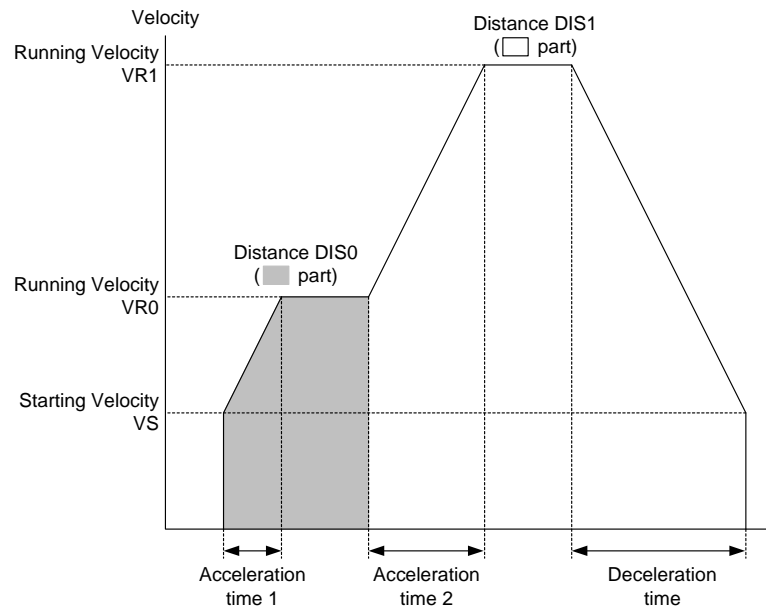 Velocity
Distance DIS1
( part)
Running Velocity
VR1
Distance DIS0
( part)
Running Velocity
VR0
Starting Velocity
VS
Acceleration
time 1
Acceleration
time 2
Deceleration
time